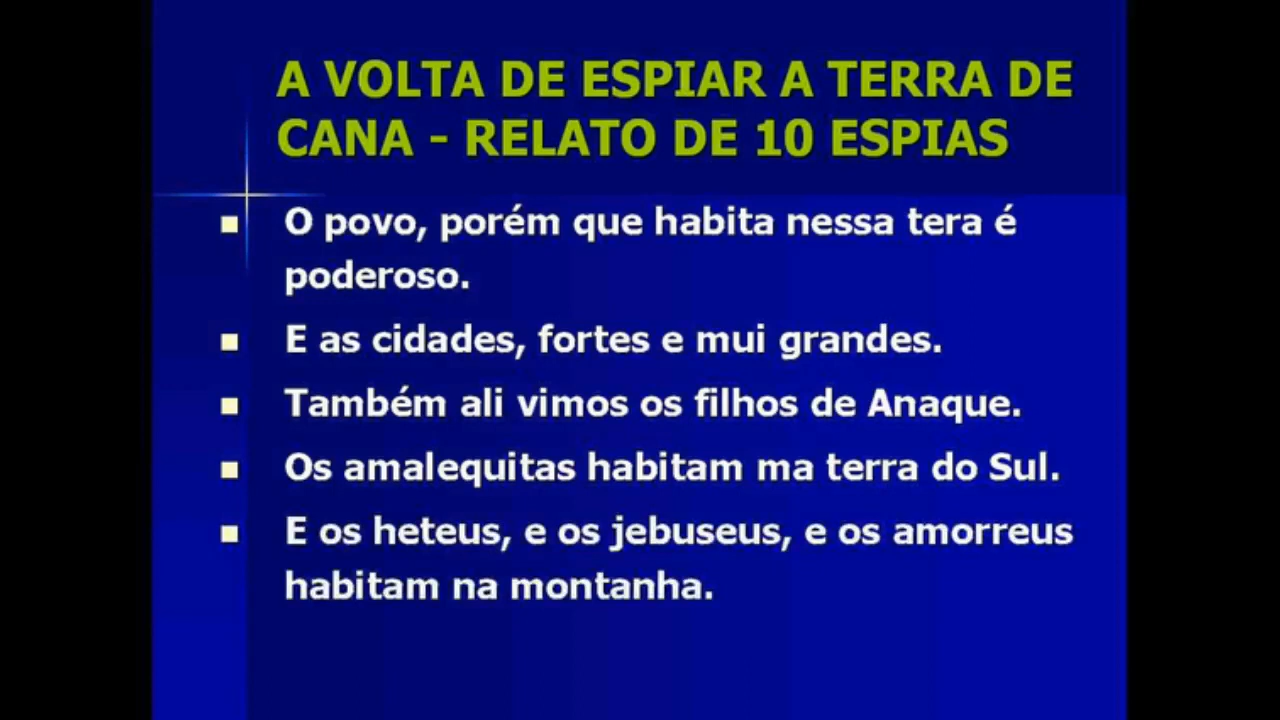 A VOLTA DE ESPIAR A TERRA DE
CANA - RELATO DE 10 ESPIAS
O povo, porém que habita nessa tera é
poderoso.
E as cidades, fortes e mui grandes.
Também ali vimos os filhos de Anaque.
Os amalequitas habitam ma terra do Sul.
E os heteus, e os jebuseus, e os amorreus
habitam na montanha.